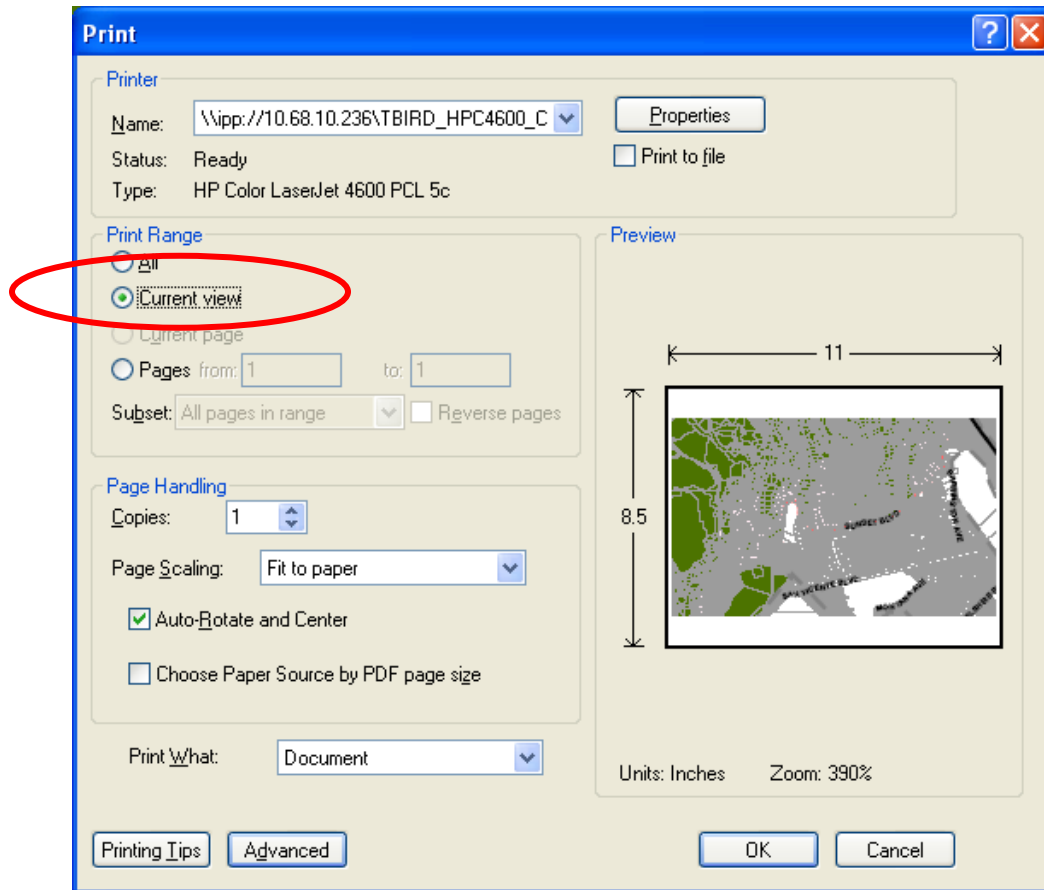 Print
Printer
Name: \\ipp://10.68.10.236\TBIRD_HPC4600_C Properties
Status: Ready Print to file
Type: HP Color LaserJet 4600 PCL 5c
Print Range
All
Current view
Current page
Pages from: 1 to: 1
Subset: All pages in range Reverse pages
Page Handling
Copies: 1
Page Scaling: Fit to paper
Auto-Rotate and Center
Choose Paper Source by PDF page size
Print What: Document
Preview
11
8.5
SUNSET BLVD
SAN VICENTE BLVD
Units: Inches Zoom: 390%
Printing Tips Advanced OK Cancel